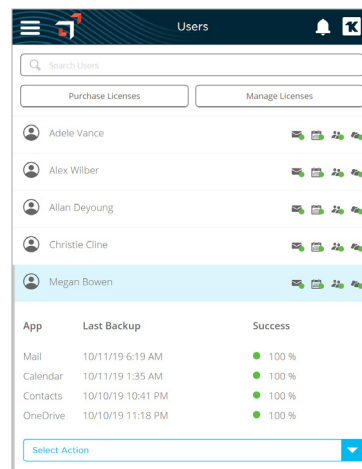 Users
K
Search Users
Purchase Licenses Manage Licenses
Adele Vance
Alex Wilber
Allan Deyoung
Christie Cline
Megan Bowen
App Last Backup Success
Mail 10/11/19 6:19 AM 100 %
Calendar 10/11/19 1:35 AM 100 %
Contacts 10/10/19 10:41 PM 100 %
OneDrive 10/10/19 11:18 PM 100 %
Select Action